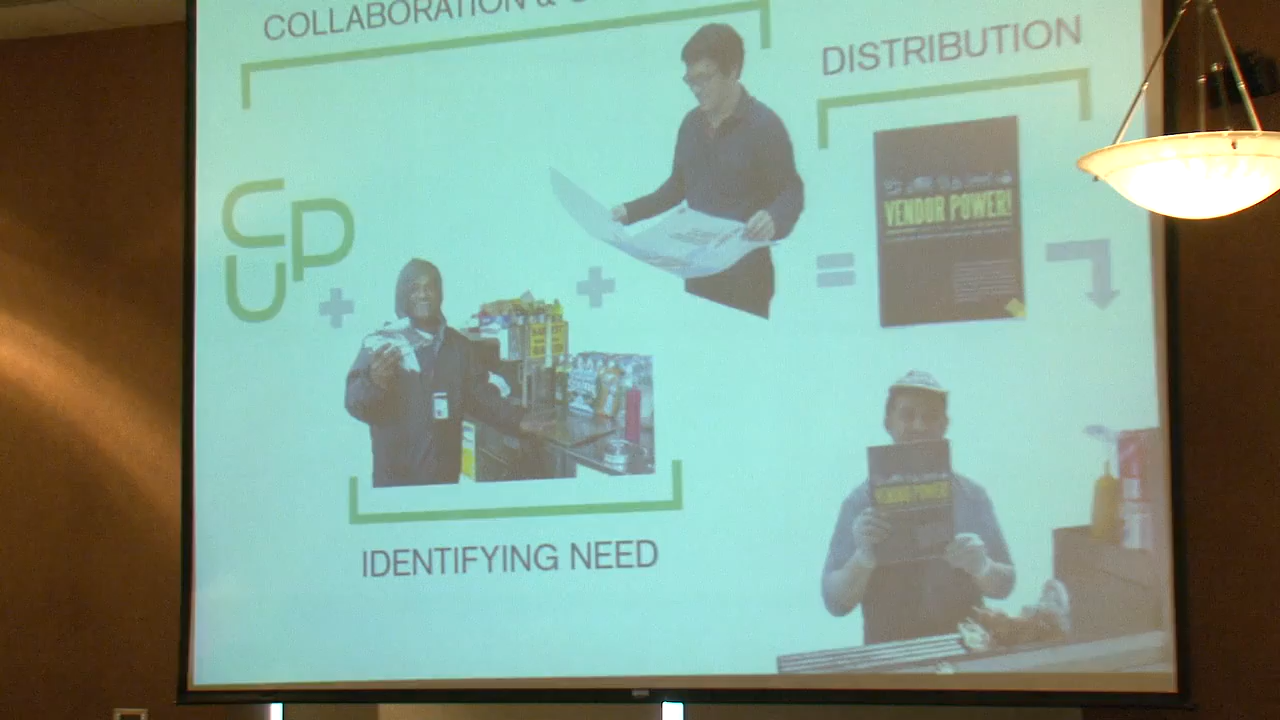 COLLABORATION &
DISTRIBUTION
CUP
VENDOR POWER!
VENDOR POWER!
IDENTIFYING NEED